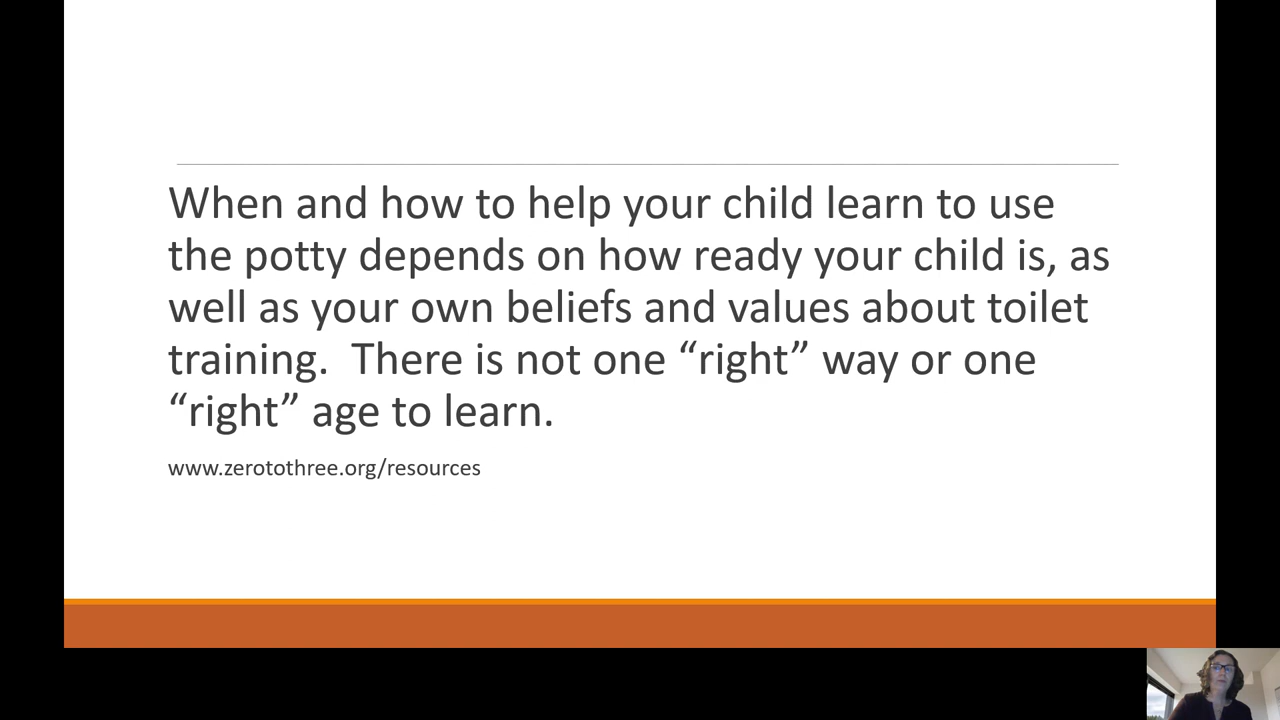 When and how to help your child learn to use
the potty depends on how ready your child is, as
well as your own beliefs and values about toilet
training.  There is not one “right” way or one
“right” age to learn.
www.zerotothree.org/resources